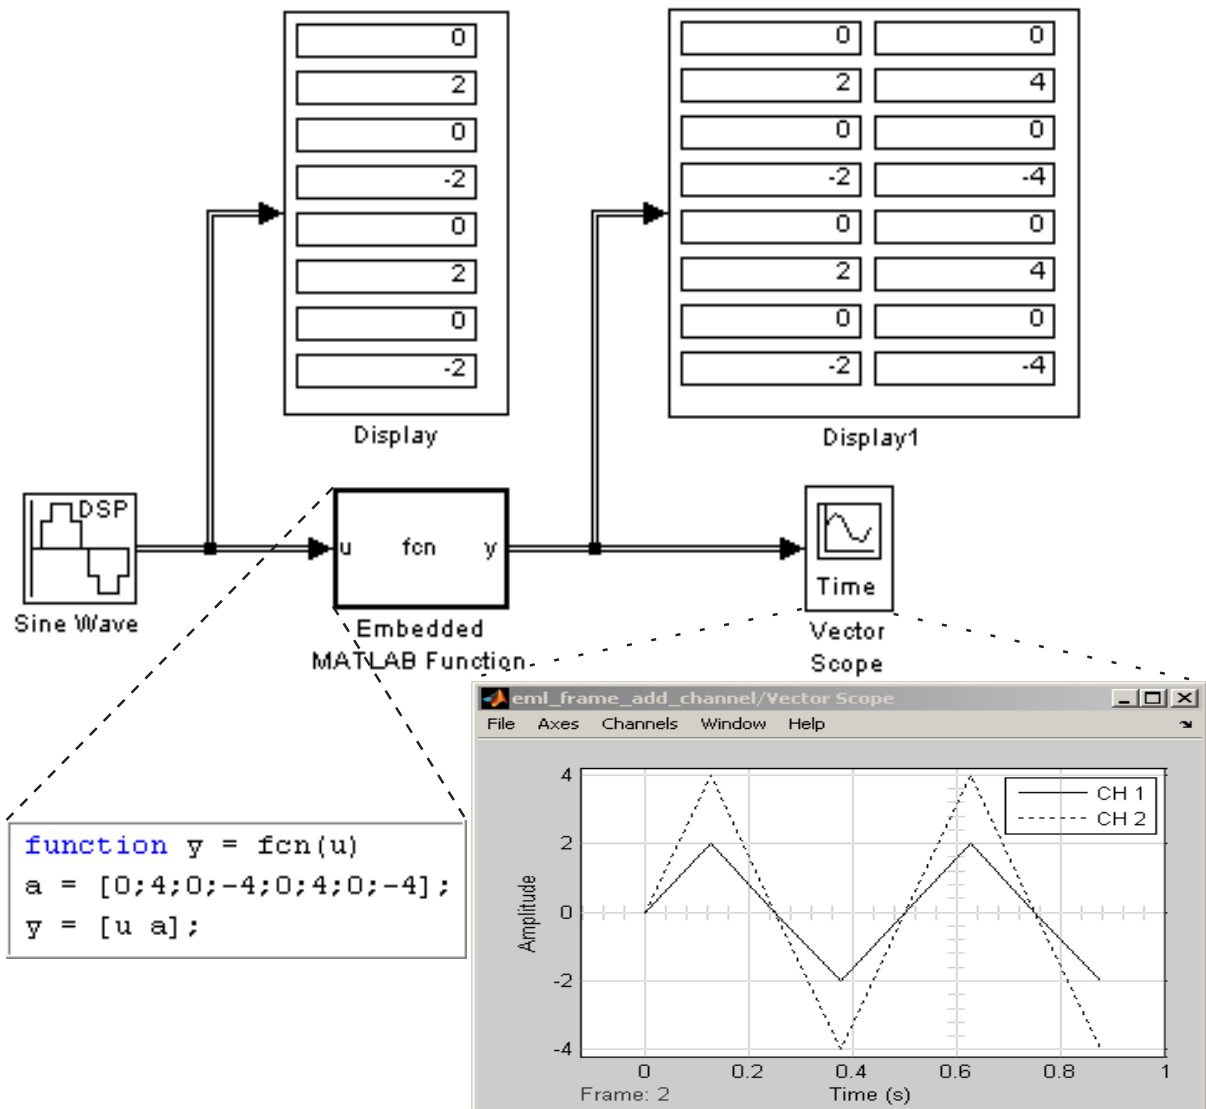 0
2
0
-2
0
2
0
-2
Display
0 0
2 4
0 0
-2 -4
0 0
2 4
0 0
-2 -4
Display1
DSP
Sine Wave
u fcn y
Embedded
MATLAB Function
Time
Vector
Scope
function y = fcn(u)
a = [0;4;0;-4;0;4;0;-4];
y = [u a];
eml_frame_add_channel/Vector Scope
File Axes Channels Window Help
CH 1
CH 2
4
2
0
-2
-4
Amplitude
0 0.2 0.4 0.6 0.8 1
Frame: 2
Time (s)